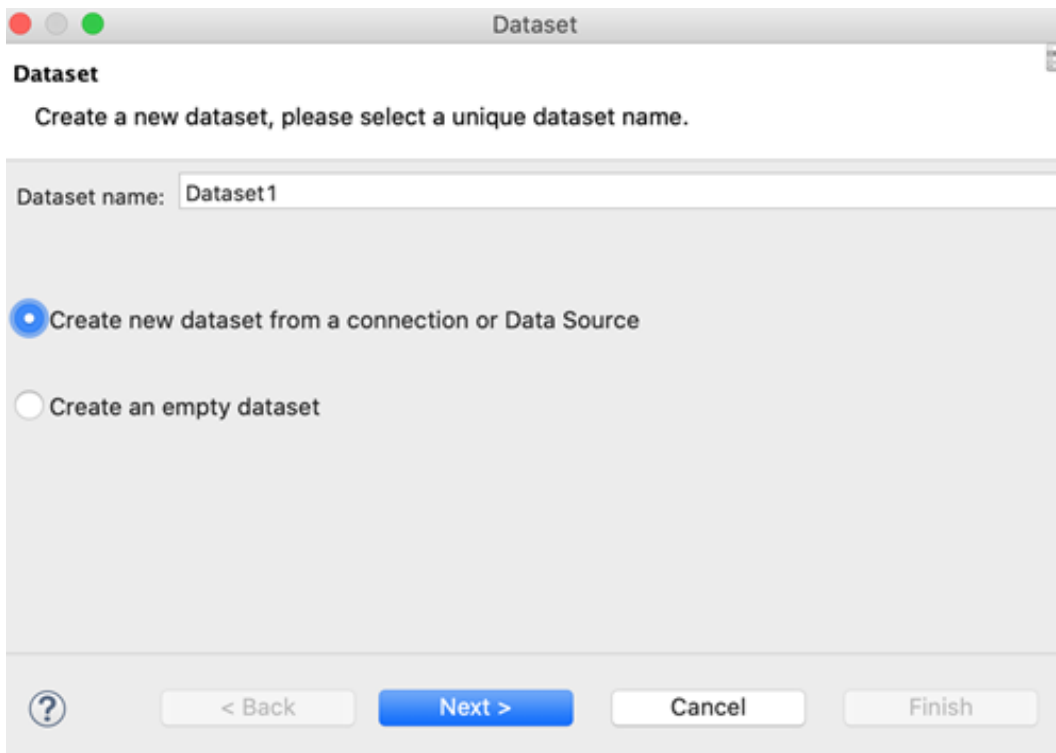 Dataset
Dataset
Create a new dataset, please select a unique dataset name.
Dataset name: Dataset1
Create new dataset from a connection or Data Source
Create an empty dataset
? < Back Next > Cancel Finish